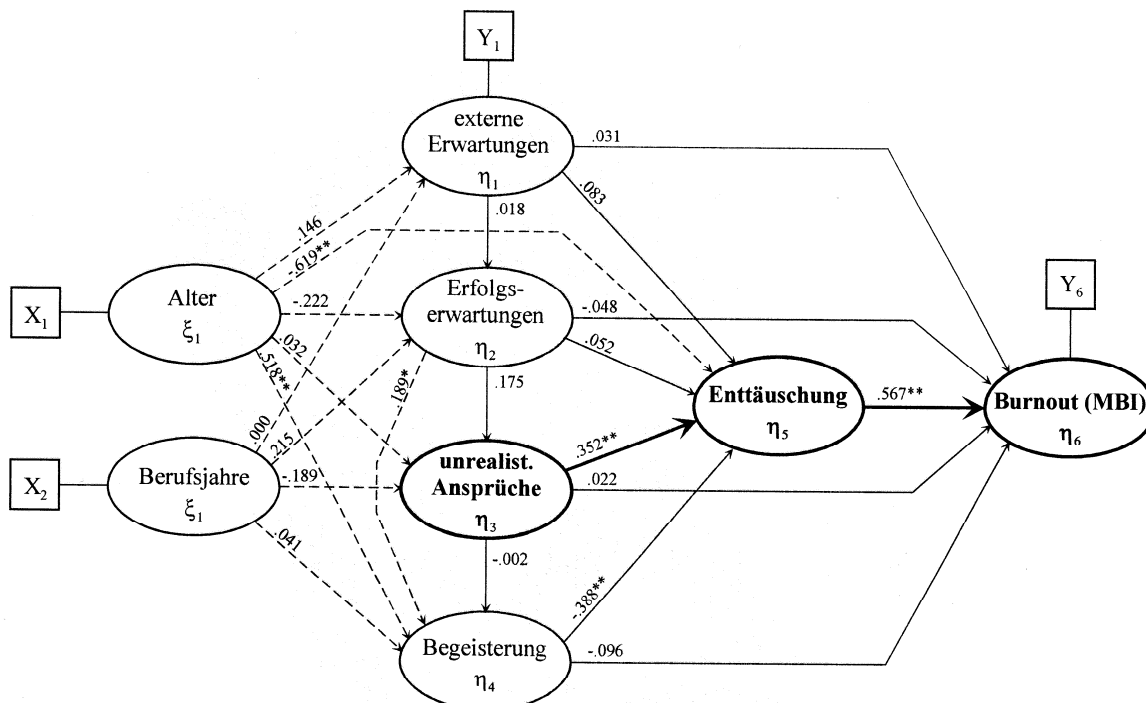 Y₁
externe
Erwartungen
η₁
.031
.083
.018
.146
-.619**
Alter
ξ₁
X₁
-.222
.032
.518**
Erfolgs-
erwartungen
η₂
-.048
.052
.175
.189*
Y₆
Enttäuschung
η₅
.567**
Burnout (MBI)
η₆
Berufsjahre
ξ₁
X₂
.000
.215
-.189
.041
unrealist.
Ansprüche
η₃
.352**
.022
-.002
-.388**
Begeisterung
η₄
-.096